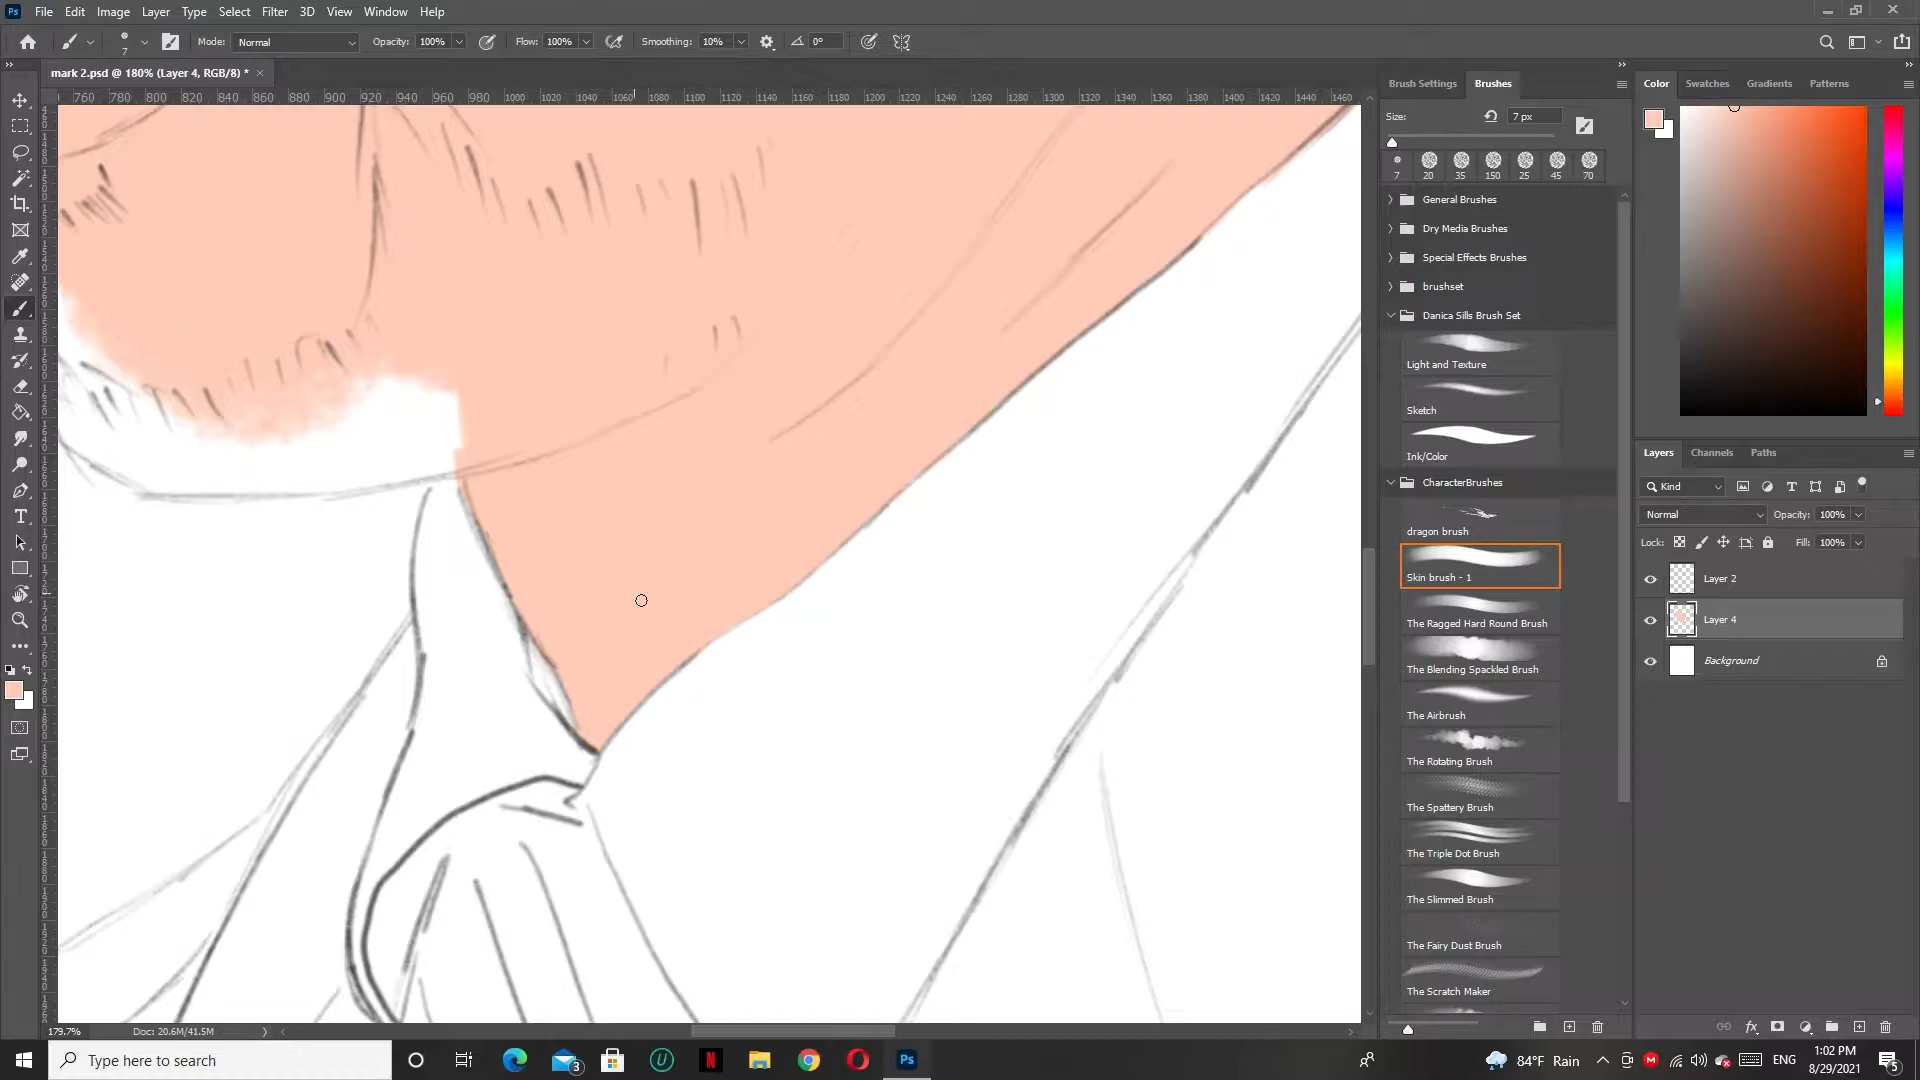 Ps File Edit Image Layer Type Select Filter 3D View Window Help
7 Mode: Normal Opacity: 100% Flow: 100% Smoothing: 10% 0°
mark 2.psd @ 180% (Layer 4, RGB/8) * ×
760 780 800 820 840 860 880 900 920 940 960 980 1000 1020 1040 1060 1080 1100 1120 1140 1160 1180 1200 1220 1240 1260 1280 1300 1320 1340 1360 1380 1400 1420 1440 1460
Brush Settings Brushes
Size: 7 px
7 20 35 150 25 45 70
General Brushes
Dry Media Brushes
Special Effects Brushes
brushset
Danica Sills Brush Set
Light and Texture
Sketch
Ink/Color
CharacterBrushes
dragon brush
Skin brush - 1
The Ragged Hard Round Brush
The Blending Spackled Brush
The Airbrush
The Rotating Brush
The Spattery Brush
The Triple Dot Brush
The Slimmed Brush
The Fairy Dust Brush
The Scratch Maker
Color Swatches Gradients Patterns
Layers Channels Paths
Kind
Normal Opacity: 100%
Lock: Fill: 100%
Layer 2
Layer 4
Background
179.7% Doc: 20.6M/41.5M
Type here to search
3
Ps
84°F Rain
ENG
1:02 PM
8/29/2021
5